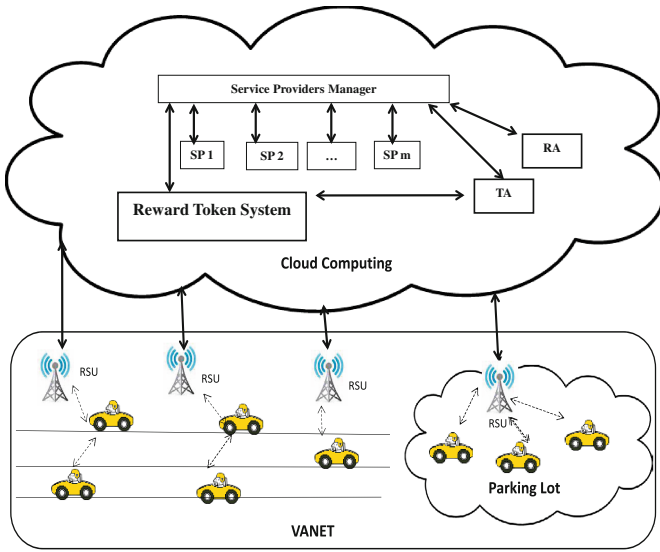 Service Providers Manager
SP 1
SP 2
...
SP m
RA
TA
Reward Token System
Cloud Computing
RSU
RSU
RSU
RSU
Parking Lot
VANET